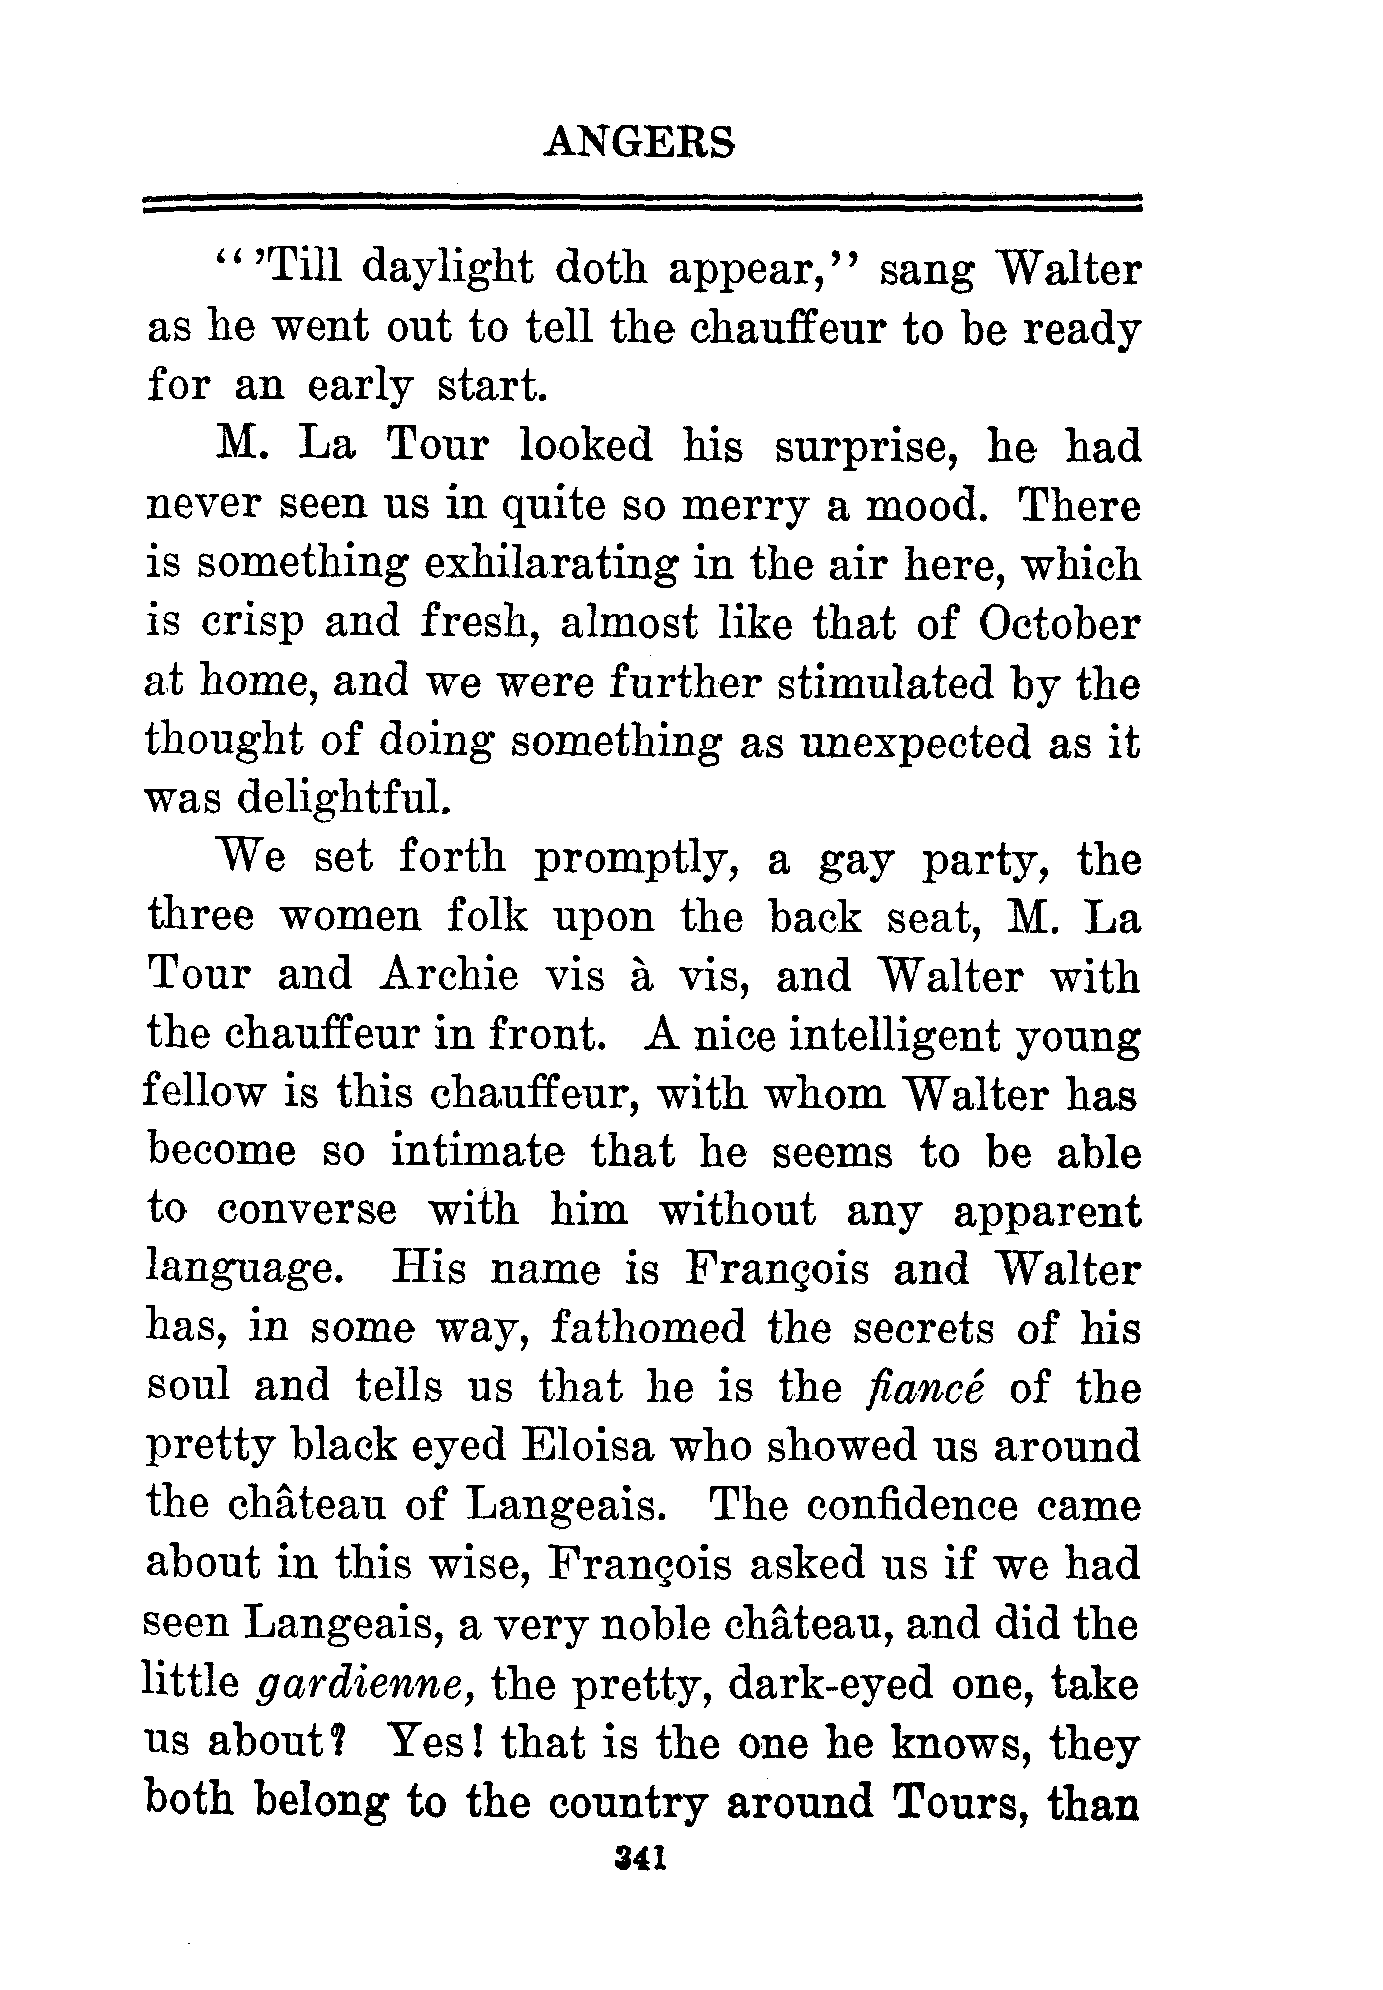 ANGERS
“ ’Till daylight doth appear,” sang Walter
as he went out to tell the chauffeur to be ready
for an early start.
M. La Tour looked his surprise, he had
never seen us in quite so merry a mood. There
is something exhilarating in the air here, which
is crisp and fresh, almost like that of October
at home, and we were further stimulated by the
thought of doing something as unexpected as it
was delightful.
We set forth promptly, a gay party, the
three women folk upon the back seat, M. La
Tour and Archie vis à vis, and Walter with
the chauffeur in front. A nice intelligent young
fellow is this chauffeur, with whom Walter has
become so intimate that he seems to be able
to converse with him without any apparent
language. His name is François and Walter
has, in some way, fathomed the secrets of his
soul and tells us that he is the fiancé of the
pretty black eyed Eloisa who showed us around
the château of Langeais. The confidence came
about in this wise, François asked us if we had
seen Langeais, a very noble château, and did the
little gardienne, the pretty, dark-eyed one, take
us about? Yes! that is the one he knows, they
both belong to the country around Tours, than
341